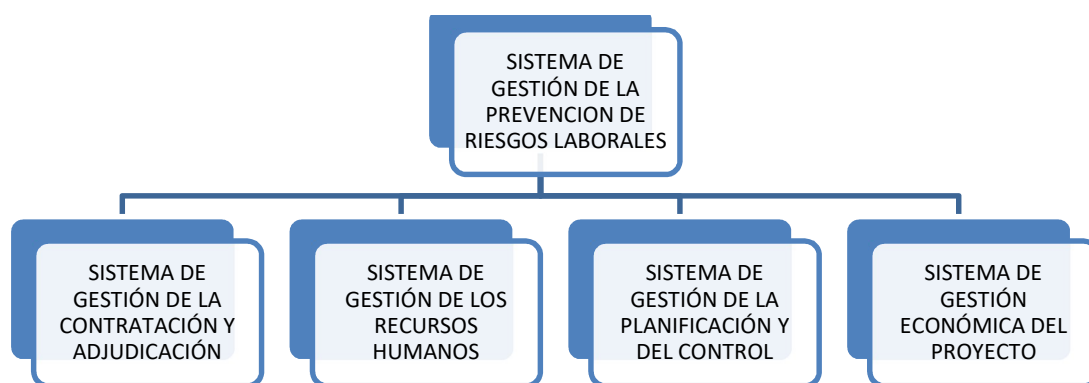 SISTEMA DE
GESTIÓN DE LA
PREVENCION DE
RIESGOS LABORALES
SISTEMA DE
GESTIÓN DE LA
CONTRATACIÓN Y
ADJUDICACIÓN
SISTEMA DE
GESTIÓN DE LOS
RECURSOS
HUMANOS
SISTEMA DE
GESTIÓN DE LA
PLANIFICACIÓN Y
DEL CONTROL
SISTEMA DE
GESTIÓN
ECONÓMICA DEL
PROYECTO